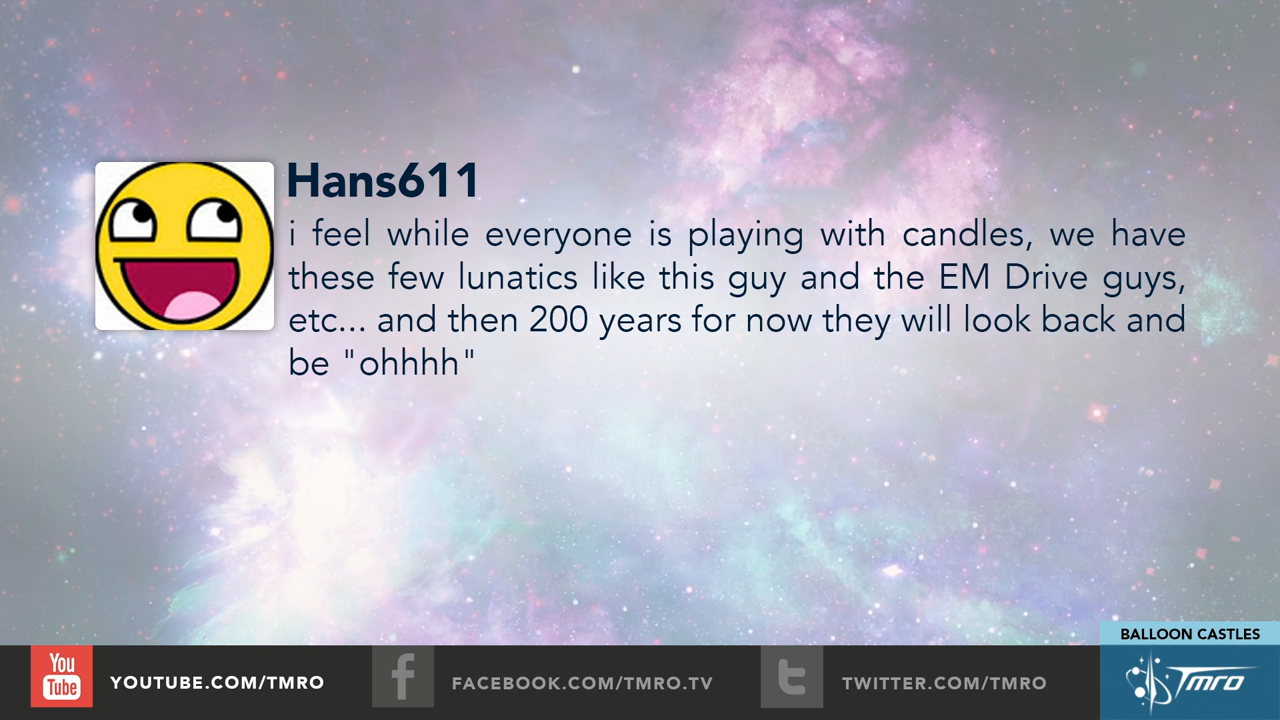 Hans611
i feel while everyone is playing with candles, we have
these few lunatics like this guy and the EM Drive guys,
etc... and then 200 years for now they will look back and
be "ohhhh"
BALLOON CASTLES
You
Tube
YOUTUBE.COM/TMRO
f
FACEBOOK.COM/TMRO.TV
t
TWITTER.COM/TMRO
Tmro